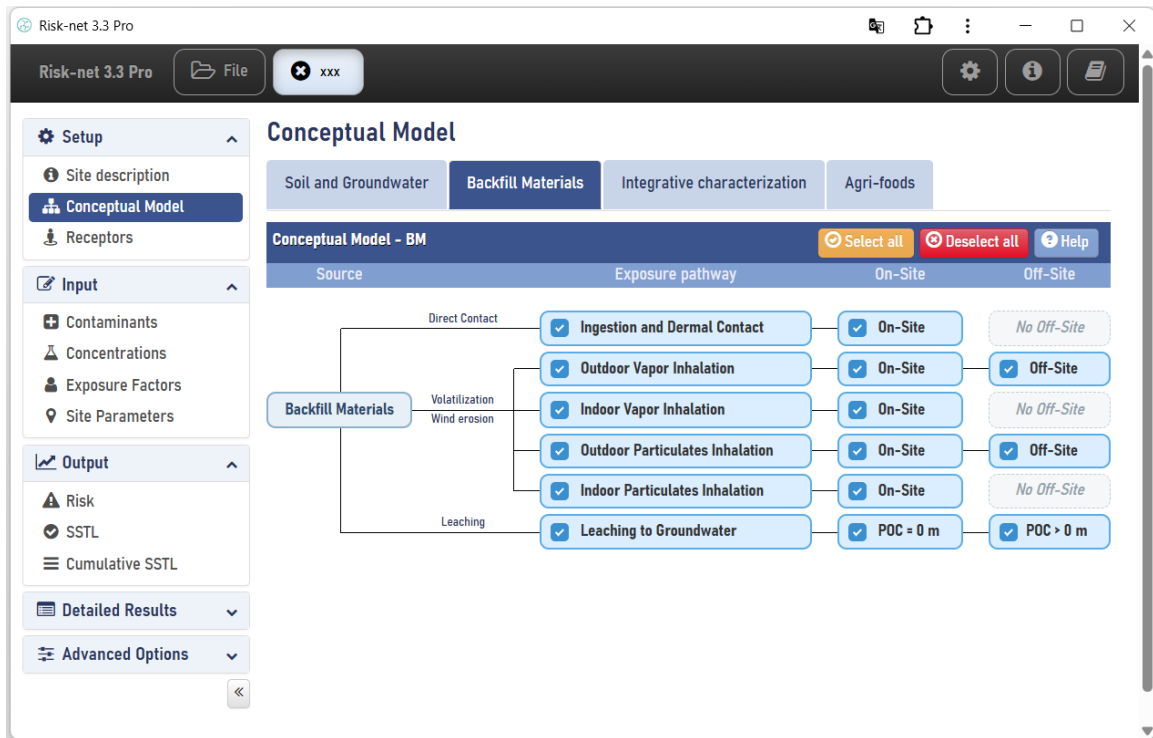 Risk-net 3.3 Pro
Risk-net 3.3 Pro File xxx
Setup
Site description
Conceptual Model
Receptors
Input
Contaminants
Concentrations
Exposure Factors
Site Parameters
Output
Risk
SSTL
Cumulative SSTL
Detailed Results
Advanced Options
Conceptual Model
Soil and Groundwater Backfill Materials Integrative characterization Agri-foods
Conceptual Model - BM Select all Deselect all Help
Source Exposure pathway On-Site Off-Site
Direct Contact Ingestion and Dermal Contact On-Site No Off-Site
Outdoor Vapor Inhalation On-Site Off-Site
Backfill Materials Volatilization Indoor Vapor Inhalation On-Site No Off-Site
Wind erosion
Outdoor Particulates Inhalation On-Site Off-Site
Indoor Particulates Inhalation On-Site No Off-Site
Leaching Leaching to Groundwater POC = 0 m POC > 0 m